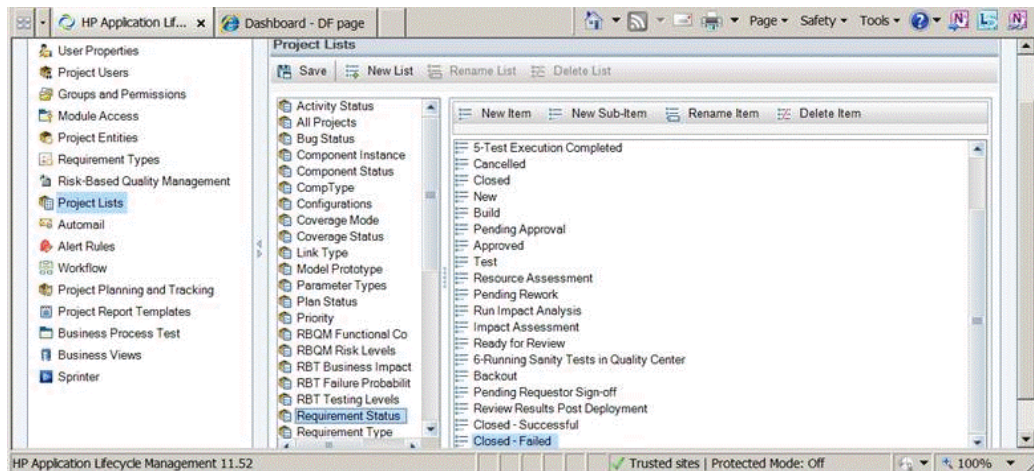 HP Application Lif... x
Dashboard - DF page
Page
Safety
Tools
User Properties
Project Users
Groups and Permissions
Module Access
Project Entities
Requirement Types
Risk-Based Quality Management
Project Lists
Automail
Alert Rules
Workflow
Project Planning and Tracking
Project Report Templates
Business Process Test
Business Views
Sprinter
Project Lists
Save
New List
Rename List
Delete List
Activity Status
All Projects
Bug Status
Component Instance
Component Status
CompType
Configurations
Coverage Mode
Coverage Status
Link Type
Model Prototype
Parameter Types
Plan Status
Priority
RBQM Functional Co
RBQM Risk Levels
RBT Business Impact
RBT Failure Probabilit
RBT Testing Levels
Requirement Status
Requirement Type
New Item
New Sub-Item
Rename Item
Delete Item
5-Test Execution Completed
Cancelled
Closed
New
Build
Pending Approval
Approved
Test
Resource Assessment
Pending Rework
Run Impact Analysis
Impact Assessment
Ready for Review
6-Running Sanity Tests in Quality Center
Backout
Pending Requestor Sign-off
Review Results Post Deployment
Closed - Successful
Closed - Failed
HP Application Lifecycle Management 11.52
Trusted sites | Protected Mode: Off
100%